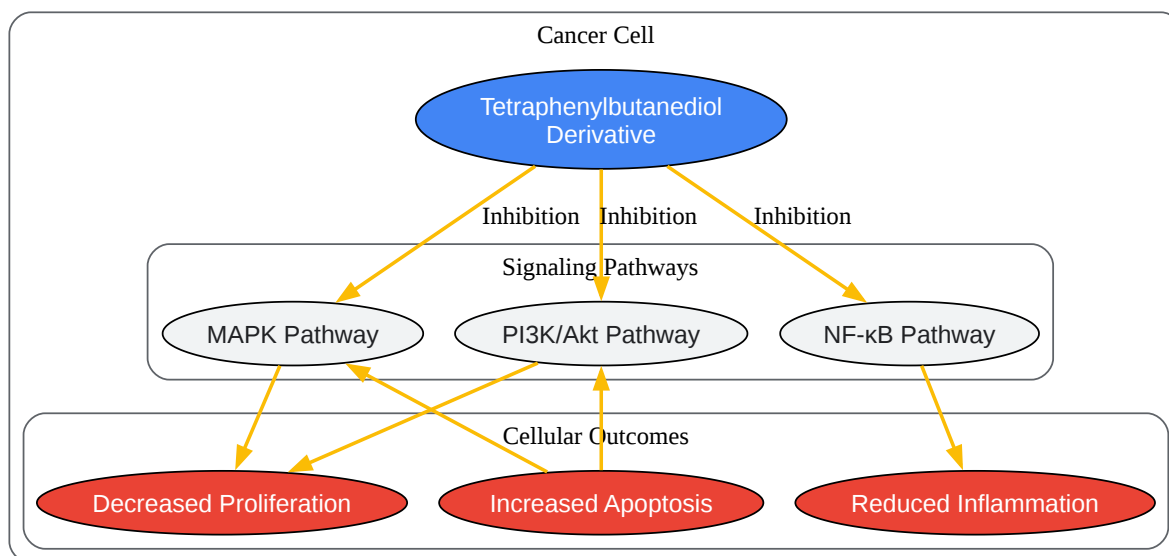 Cancer Cell
Tetraphenylbutanediol
Derivative
Inhibition
Inhibition
Inhibition
Signaling Pathways
MAPK Pathway
PI3K/Akt Pathway
NF-κB Pathway
Cellular Outcomes
Decreased Proliferation
Increased Apoptosis
Reduced Inflammation